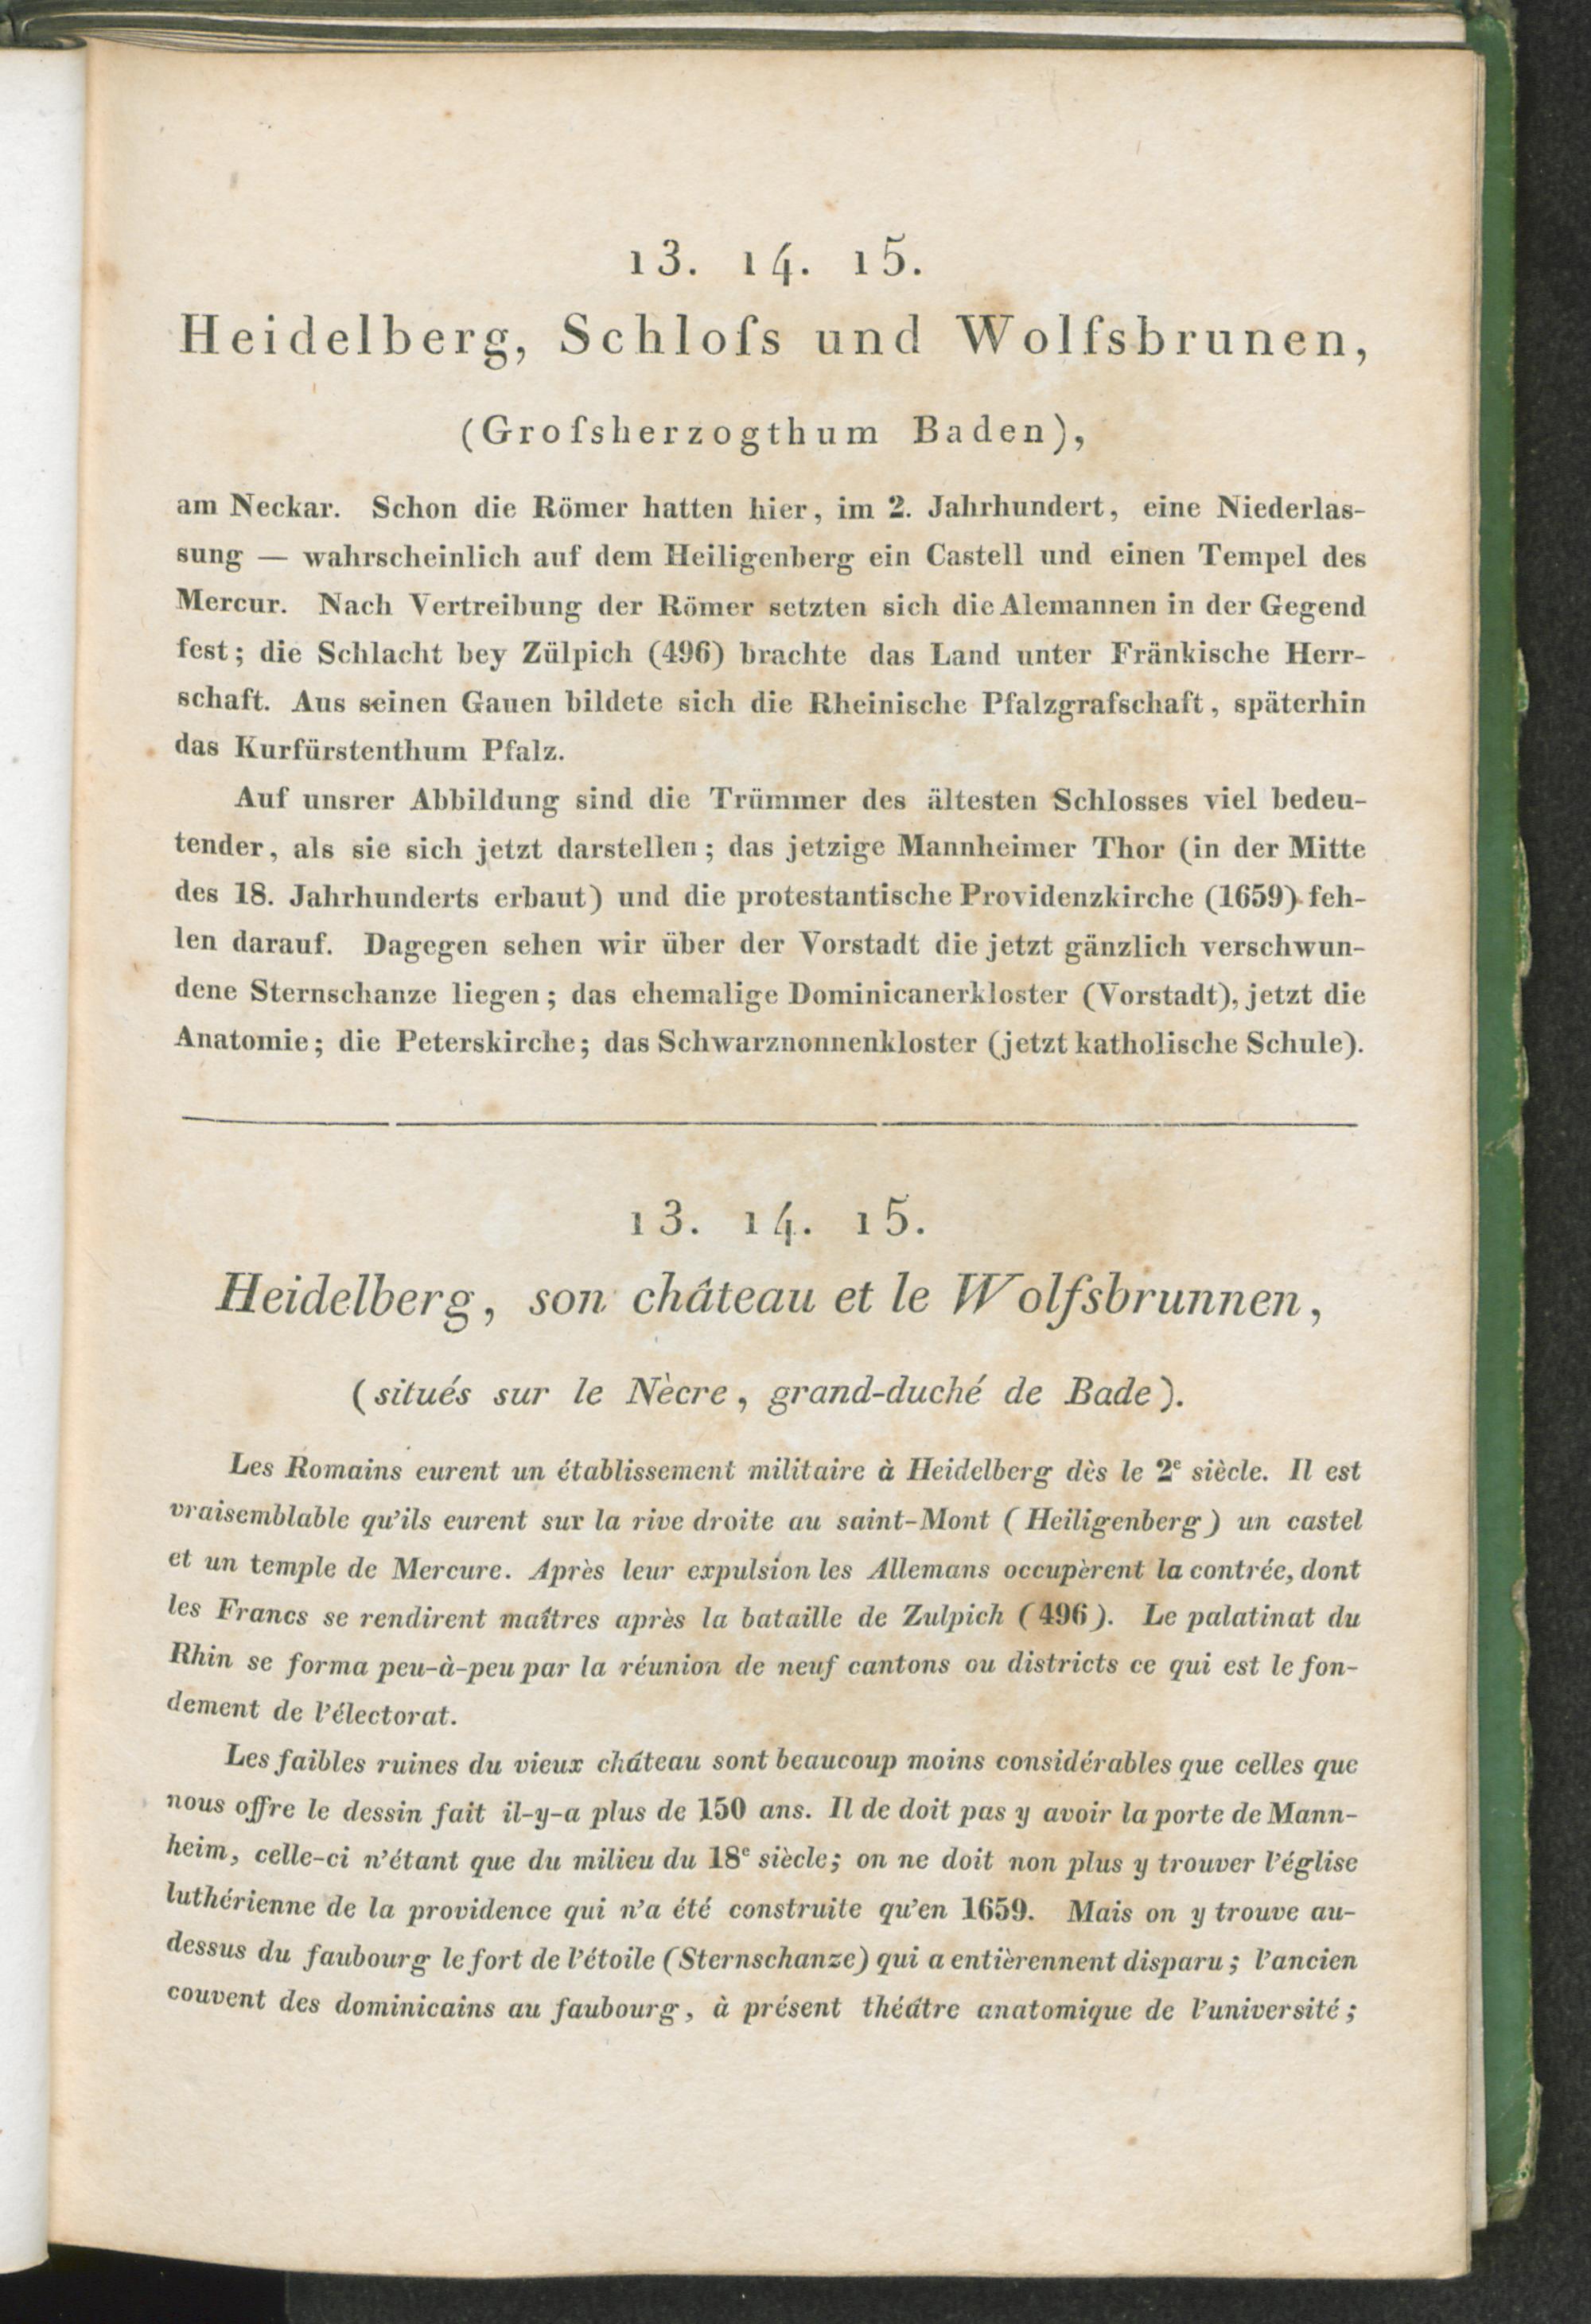 13. 14. 15.
Heidelberg, Schloſs und Wolfsbrunen,
(Groſsherzogthum Baden),
am Neckar. Schon die Römer hatten hier, im 2. Jahrhundert, eine Niederlas-
sung — wahrscheinlich auf dem Heiligenberg ein Castell und einen Tempel des
Mercur. Nach Vertreibung der Römer setzten sich die Alemannen in der Gegend
fest; die Schlacht bey Zülpich (496) brachte das Land unter Fränkische Herr-
schaft. Aus seinen Gauen bildete sich die Rheinische Pfalzgrafschaft, späterhin
das Kurfürstenthum Pfalz.
Auf unsrer Abbildung sind die Trümmer des ältesten Schlosses viel bedeu-
tender, als sie sich jetzt darstellen; das jetzige Mannheimer Thor (in der Mitte
des 18. Jahrhunderts erbaut) und die protestantische Providenzkirche (1659) feh-
len darauf. Dagegen sehen wir über der Vorstadt die jetzt gänzlich verschwun-
dene Sternschanze liegen; das ehemalige Dominicanerkloster (Vorstadt), jetzt die
Anatomie; die Peterskirche; das Schwarznonnenkloster (jetzt katholische Schule).
13. 14. 15.
Heidelberg, son château et le Wolfsbrunnen,
(situés sur le Nècre, grand-duché de Bade).
Les Romains eurent un établissement militaire à Heidelberg dès le 2e siècle. Il est
vraisemblable qu'ils eurent sur la rive droite au saint-Mont (Heiligenberg) un castel
et un temple de Mercure. Après leur expulsion les Allemans occupèrent la contrée, dont
les Francs se rendirent maîtres après la bataille de Zulpich (496). Le palatinat du
Rhin se forma peu-à-peu par la réunion de neuf cantons ou districts ce qui est le fon-
dement de l'électorat.
Les faibles ruines du vieux château sont beaucoup moins considérables que celles que
nous offre le dessin fait il-y-a plus de 150 ans. Il de doit pas y avoir la porte de Mann-
heim, celle-ci n'étant que du milieu du 18e siècle; on ne doit non plus y trouver l'église
luthérienne de la providence qui n'a été construite qu'en 1659. Mais on y trouve au-
dessus du faubourg le fort de l'étoile (Sternschanze) qui a entièrennent disparu; l'ancien
couvent des dominicains au faubourg, à présent théâtre anatomique de l'université;